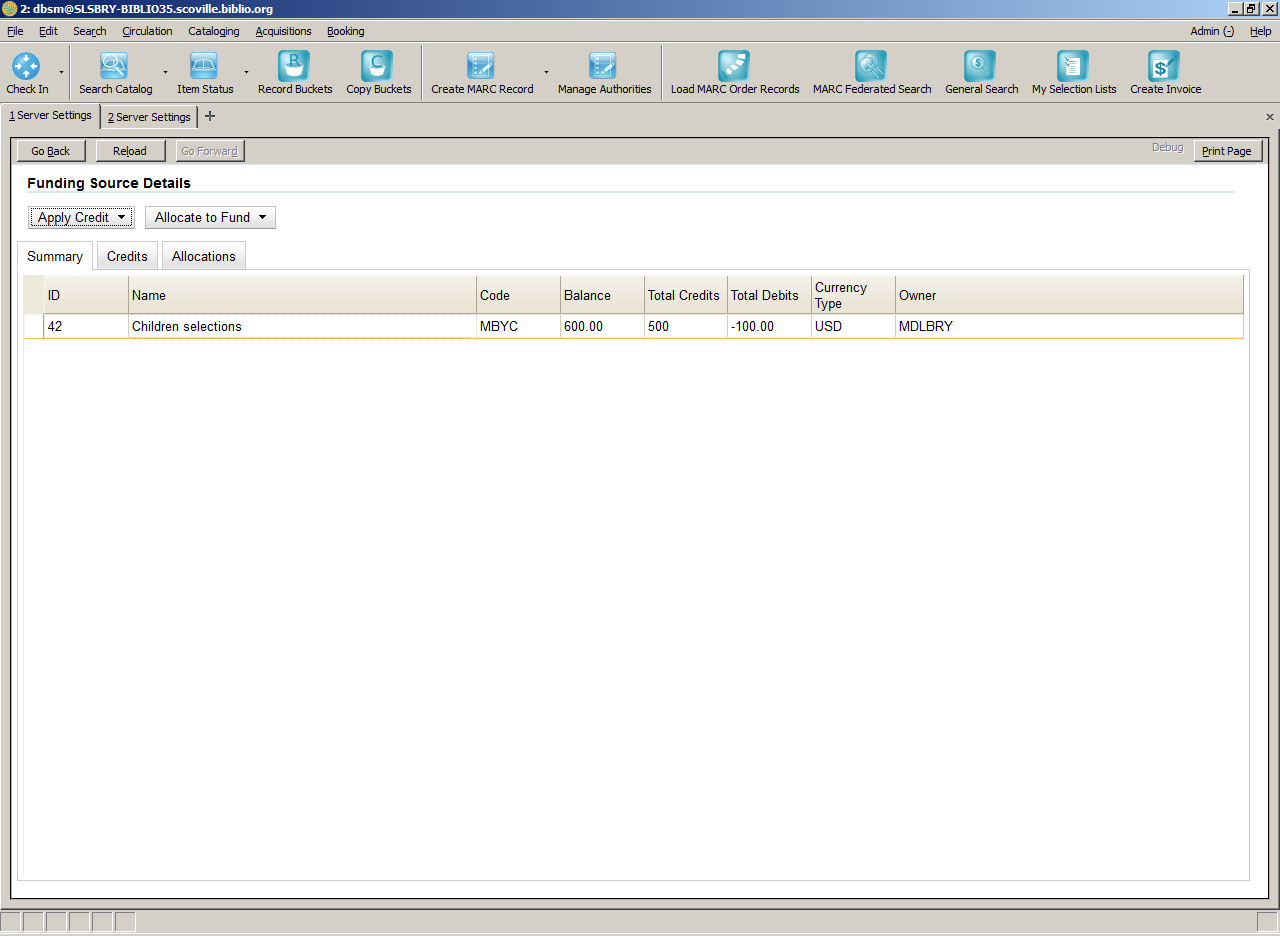 2: dbsm@SLSBRY-BIBLIO35.scoville.biblio.org
File Edit Search Circulation Cataloging Acquisitions Booking Admin (-) Help
Check In Search Catalog Item Status Record Buckets Copy Buckets Create MARC Record Manage Authorities Load MARC Order Records MARC Federated Search General Search My Selection Lists Create Invoice
1 Server Settings 2 Server Settings
Go Back Reload Go Forward Debug Print Page
Funding Source Details
Apply Credit Allocate to Fund
Summary Credits Allocations
ID Name Code Balance Total Credits Total Debits Currency Type Owner
42 Children selections MBYC 600.00 500 -100.00 USD MDLBRY